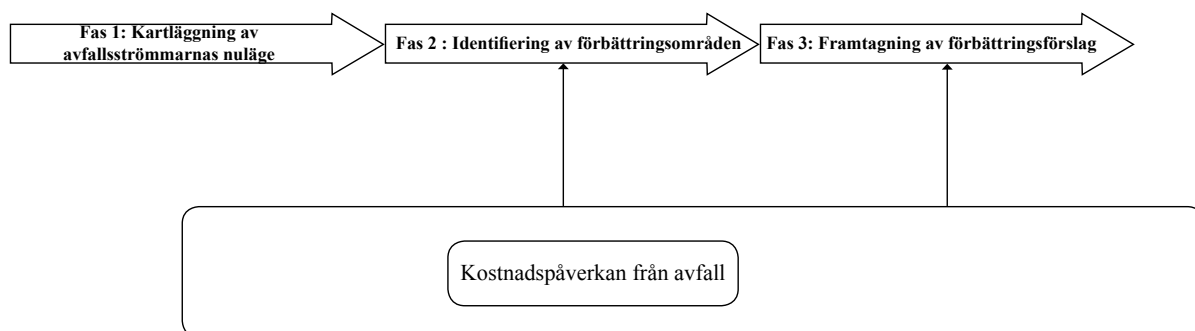 Fas 1: Kartläggning av
avfallsströmmarnas nuläge
Fas 2 : Identifiering av förbättringsområden
Fas 3: Framtagning av förbättringsförslag
Kostnadspåverkan från avfall